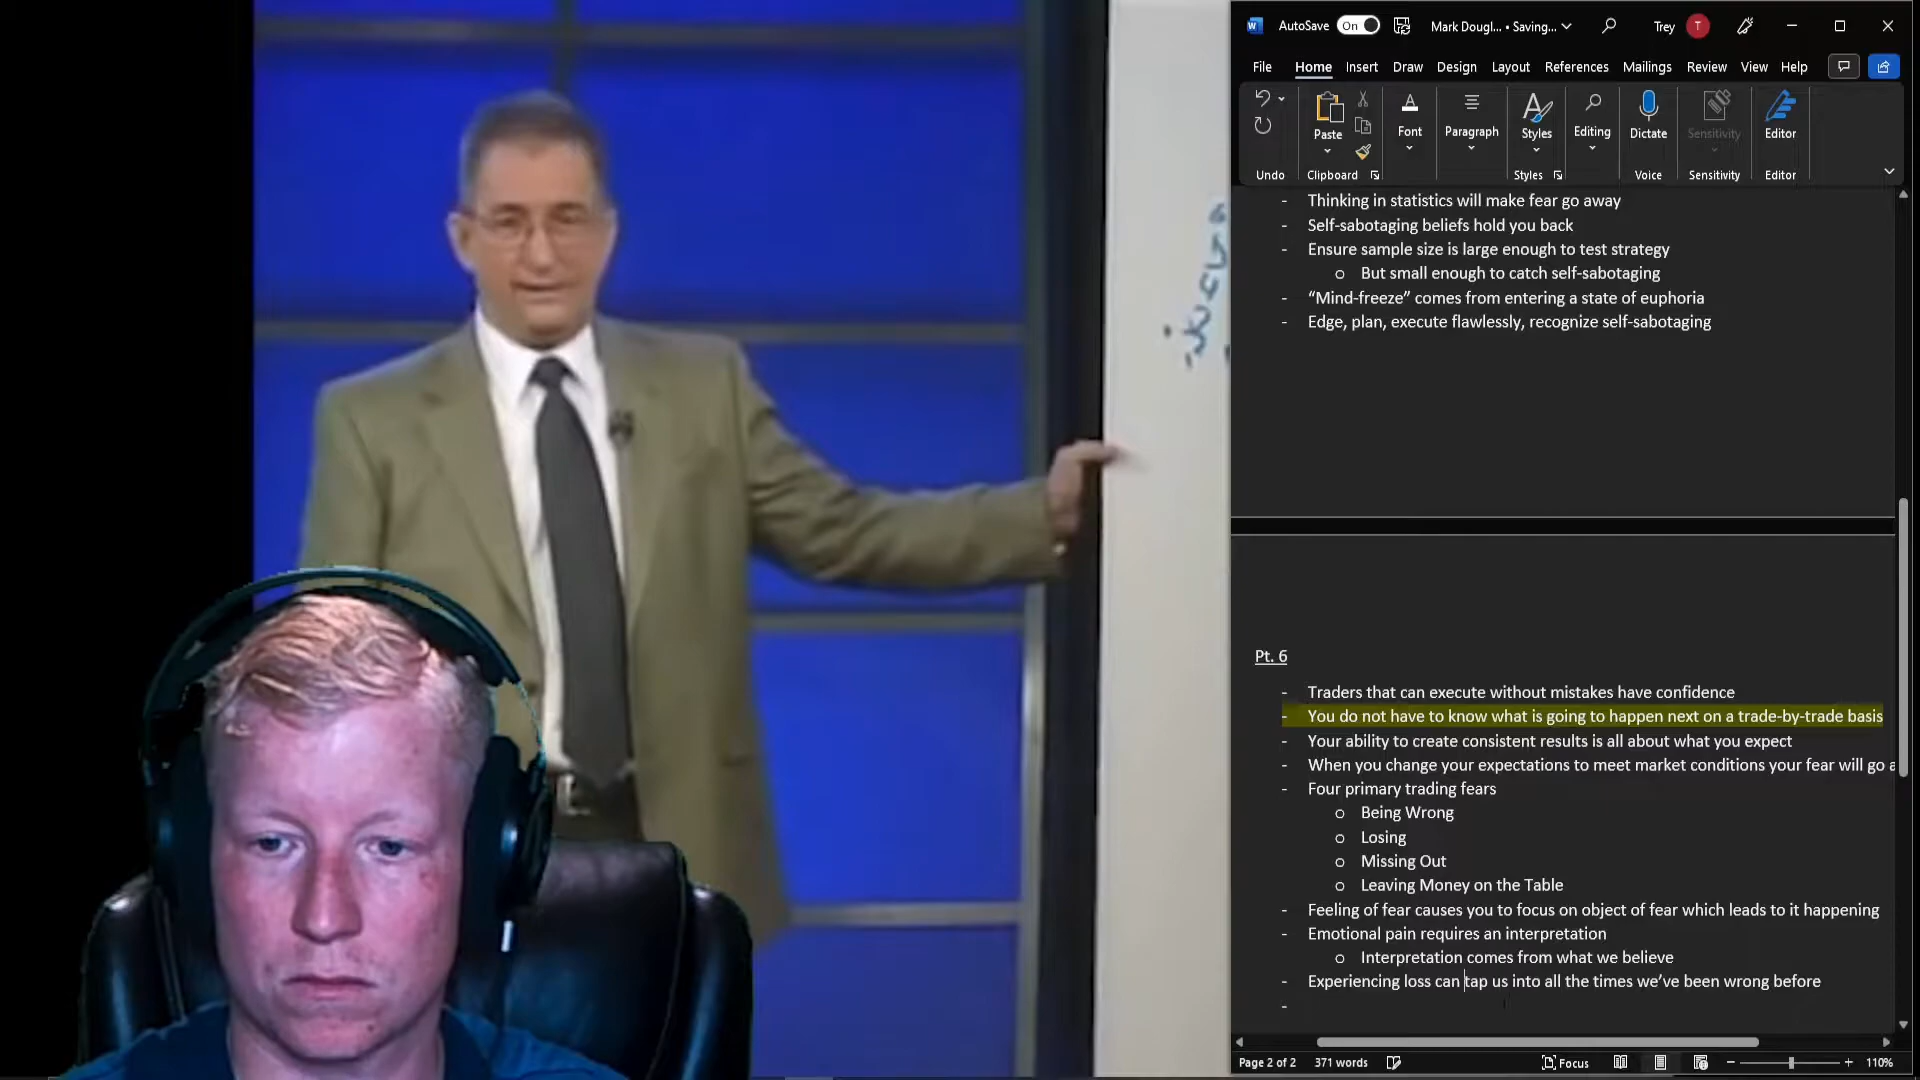 AutoSave On Mark Dougl... • Saving... Trey T
File Home Insert Draw Design Layout References Mailings Review View Help
Paste Font Paragraph Styles Editing Dictate Sensitivity Editor
Undo Clipboard Styles Voice Sensitivity Editor
- Thinking in statistics will make fear go away
- Self-sabotaging beliefs hold you back
- Ensure sample size is large enough to test strategy
o But small enough to catch self-sabotaging
- “Mind-freeze” comes from entering a state of euphoria
- Edge, plan, execute flawlessly, recognize self-sabotaging
Pt. 6
- Traders that can execute without mistakes have confidence
- You do not have to know what is going to happen next on a trade-by-trade basis
- Your ability to create consistent results is all about what you expect
- When you change your expectations to meet market conditions your fear will go a
- Four primary trading fears
o Being Wrong
o Losing
o Missing Out
o Leaving Money on the Table
- Feeling of fear causes you to focus on object of fear which leads to it happening
- Emotional pain requires an interpretation
o Interpretation comes from what we believe
- Experiencing loss can tap us into all the times we’ve been wrong before
-
Page 2 of 2 371 words Focus 110%